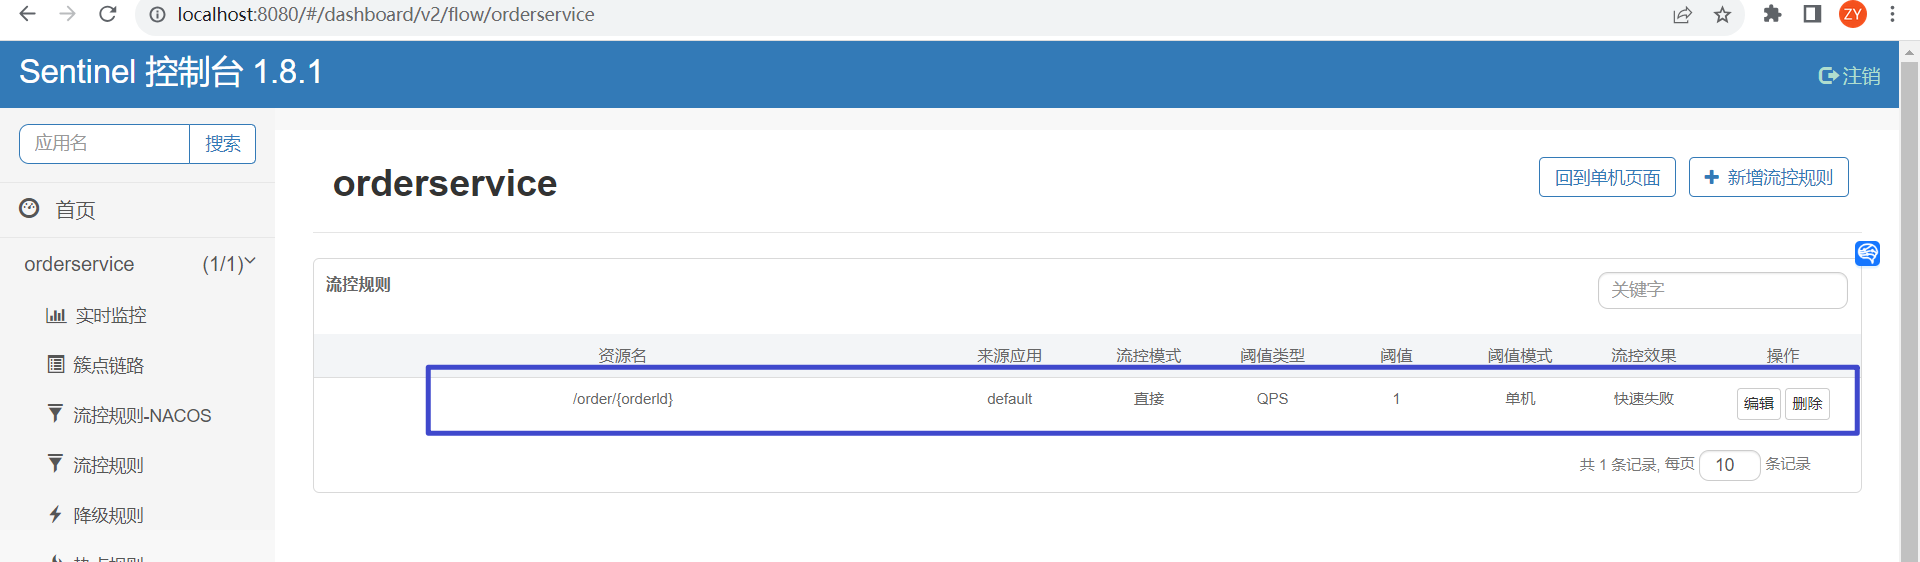 localhost:8080/#/dashboard/v2/flow/orderservice
ZY
Sentinel 控制台 1.8.1
注销
应用名 搜索
首页
orderservice (1/1)
实时监控
簇点链路
流控规则-NACOS
流控规则
降级规则
热点规则
orderservice
回到单机页面 新增流控规则
流控规则
关键字
资源名 来源应用 流控模式 阈值类型 阈值 阈值模式 流控效果 操作
/order/{orderId} default 直接 QPS 1 单机 快速失败 编辑 删除
共 1 条记录, 每页 10 条记录